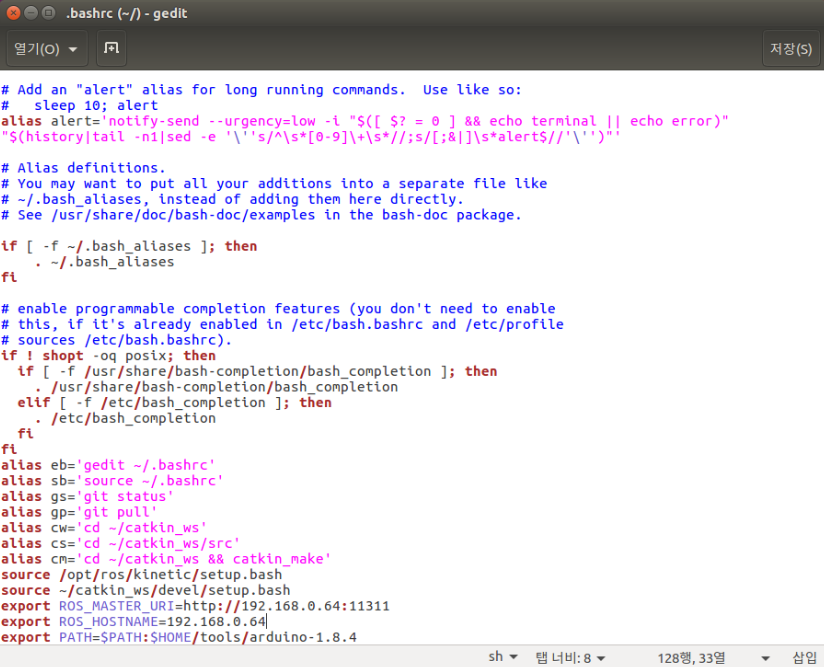 .bashrc (~/) - gedit
열기(O)
저장(S)
# Add an "alert" alias for long running commands.  Use like so:
#   sleep 10; alert
alias alert='notify-send --urgency=low -i "$([ $? = 0 ] && echo terminal || echo error)"
"$(history|tail -n1|sed -e '\''s/^\s*[0-9]\+\s*//;s/[;&|]\s*alert$//'\'')"'
# Alias definitions.
# You may want to put all your additions into a separate file like
# ~/.bash_aliases, instead of adding them here directly.
# See /usr/share/doc/bash-doc/examples in the bash-doc package.
if [ -f ~/.bash_aliases ]; then
    . ~/.bash_aliases
fi
# enable programmable completion features (you don't need to enable
# this, if it's already enabled in /etc/bash.bashrc and /etc/profile
# sources /etc/bash.bashrc).
if ! shopt -oq posix; then
  if [ -f /usr/share/bash-completion/bash_completion ]; then
    . /usr/share/bash-completion/bash_completion
  elif [ -f /etc/bash_completion ]; then
    . /etc/bash_completion
  fi
fi
alias eb='gedit ~/.bashrc'
alias sb='source ~/.bashrc'
alias gs='git status'
alias gp='git pull'
alias cw='cd ~/catkin_ws'
alias cs='cd ~/catkin_ws/src'
alias cm='cd ~/catkin_ws && catkin_make'
source /opt/ros/kinetic/setup.bash
source ~/catkin_ws/devel/setup.bash
export ROS_MASTER_URI=http://192.168.0.64:11311
export ROS_HOSTNAME=192.168.0.64
export PATH=$PATH:$HOME/tools/arduino-1.8.4
sh 탭 너비: 8 128행, 33열 삽입